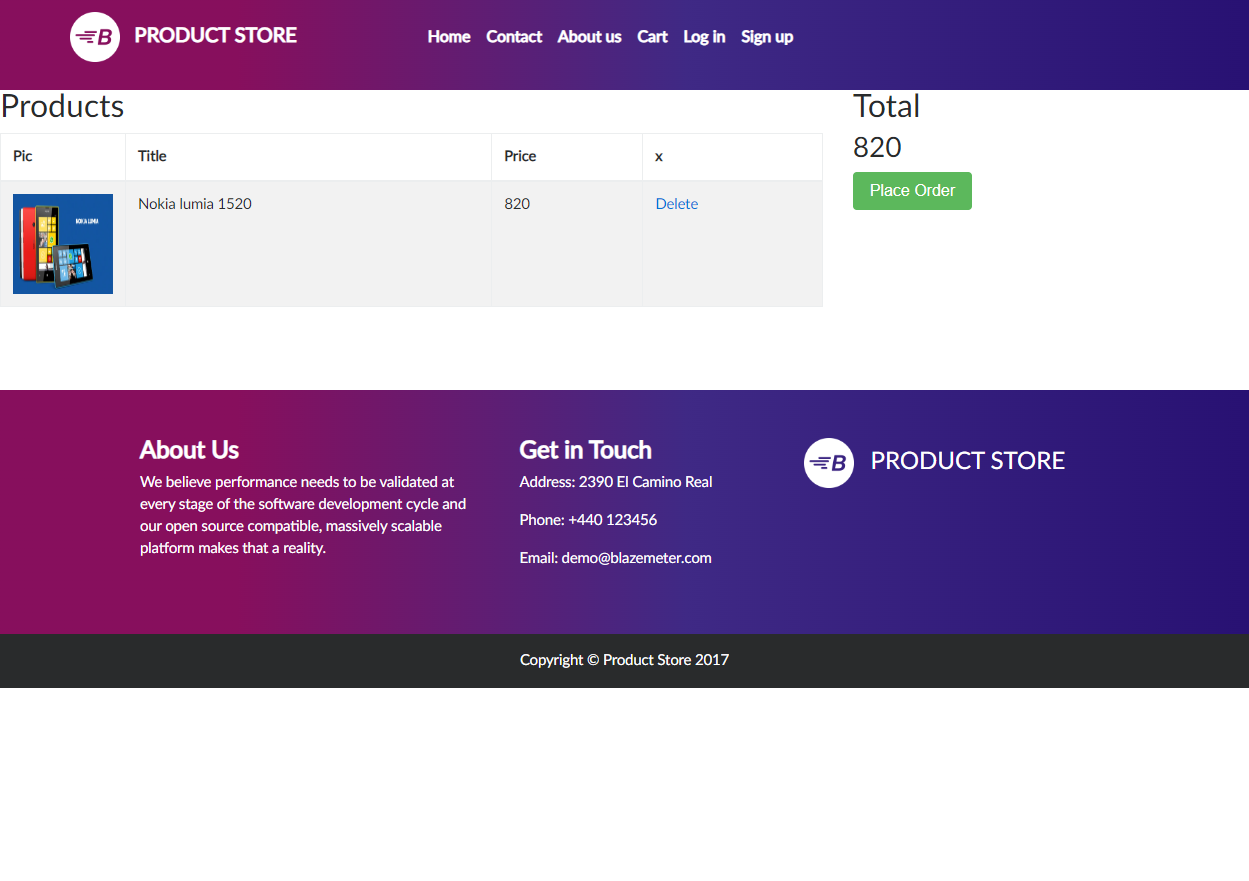 B PRODUCT STORE Home Contact About us Cart Log in Sign up
Products
Pic Title Price x
NOKIA LUMIA
Nokia lumia 1520 820 Delete
Total
820
Place Order
About Us
We believe performance needs to be validated at
every stage of the software development cycle and
our open source compatible, massively scalable
platform makes that a reality.
Get in Touch
Address: 2390 El Camino Real
Phone: +440 123456
Email: demo@blazemeter.com
B PRODUCT STORE
Copyright © Product Store 2017